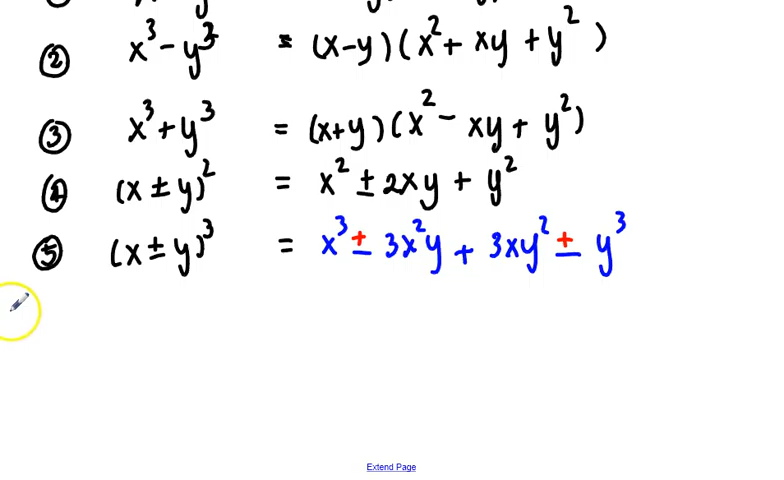 ② x³ - y³ = (x-y)(x² + xy + y²)
③ x³ + y³ = (x+y)(x² - xy + y²)
④ (x ± y)² = x² ± 2xy + y²
⑤ (x ± y)³ = x³ ± 3x²y + 3xy² ± y³
Extend Page